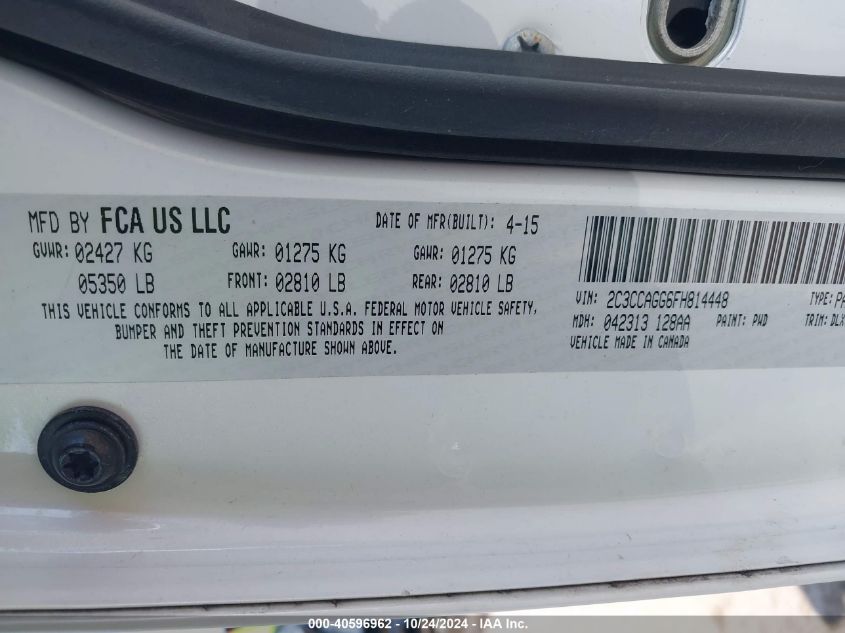 MFD BY FCA US LLC DATE OF MFR(BUILT): 4-15
GVWR: 02427 KG GAWR: 01275 KG GAWR: 01275 KG
05350 LB FRONT: 02810 LB REAR: 02810 LB
THIS VEHICLE CONFORMS TO ALL APPLICABLE U.S.A. FEDERAL MOTOR VEHICLE SAFETY,
BUMPER AND THEFT PREVENTION STANDARDS IN EFFECT ON
THE DATE OF MANUFACTURE SHOWN ABOVE.
VIN: 2C3CCAGG6FH814448 TYPE:
MDH: 042313 128AA PAINT: PWD TRIM: DLX
VEHICLE MADE IN CANADA
000-40596962 - 10/24/2024 - IAA Inc.